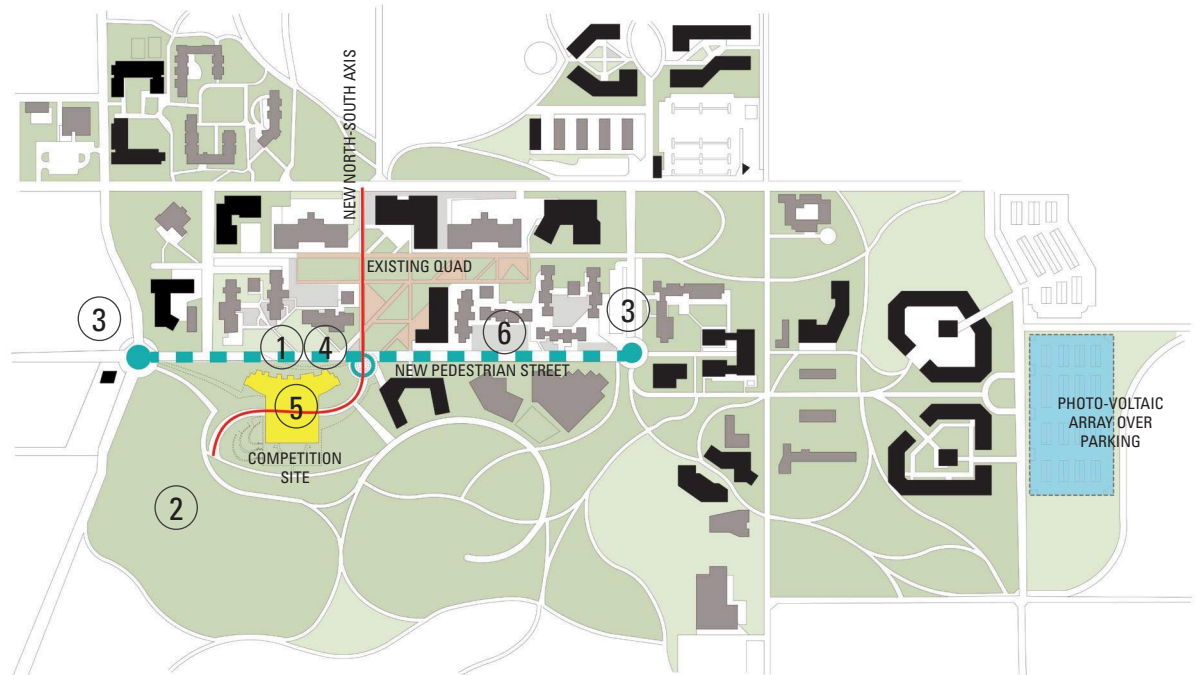 NEW NORTH-SOUTH AXIS
EXISTING QUAD
3
3
1
4
6
NEW PEDESTRIAN STREET
5
COMPETITION
SITE
2
PHOTO-VOLTAIC
ARRAY OVER
PARKING